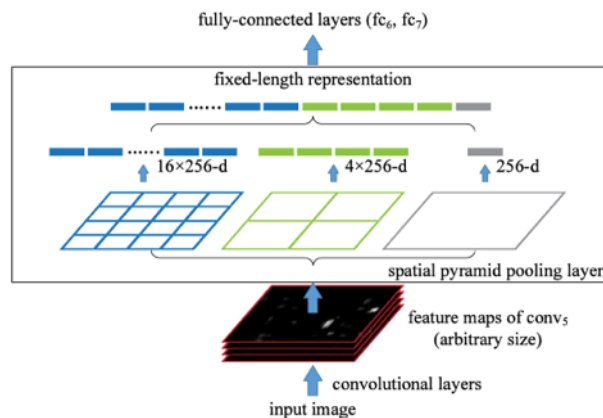 fully-connected layers (fc₆, fc₇)
fixed-length representation
16×256-d
4×256-d
256-d
spatial pyramid pooling layer
feature maps of conv₅
(arbitrary size)
convolutional layers
input image